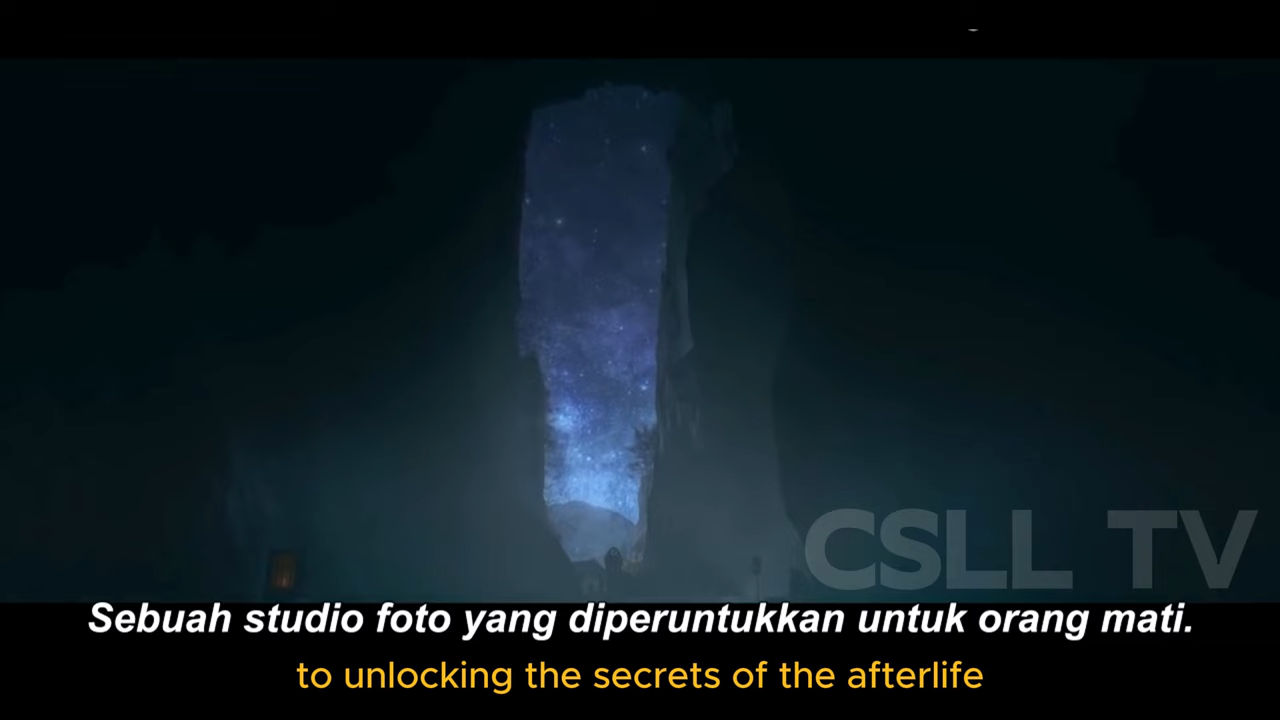 CSLL TV
Sebuah studio foto yang diperuntukkan untuk orang mati.
to unlocking the secrets of the afterlife